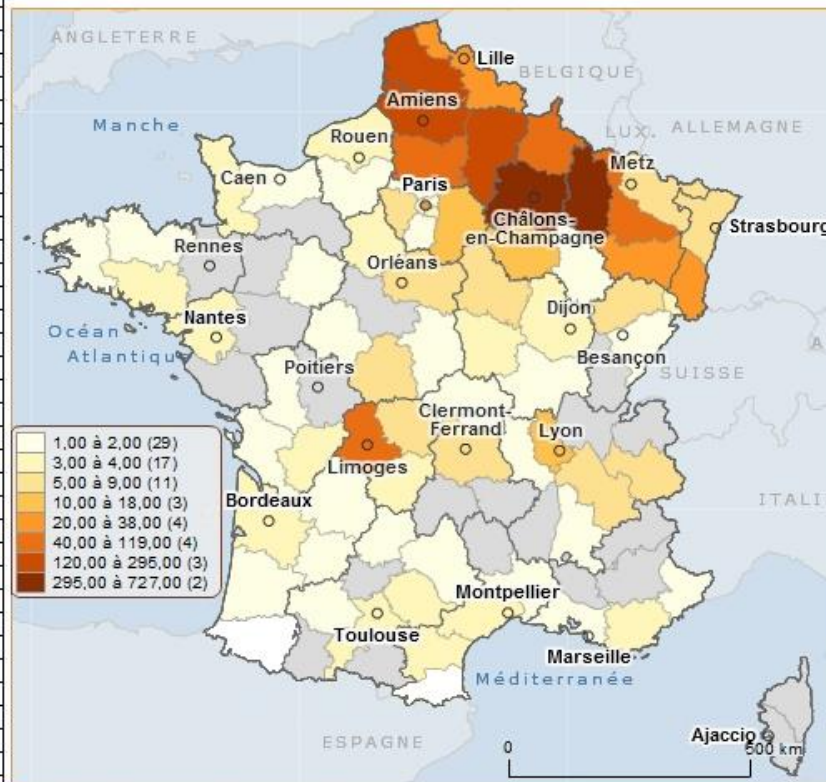 ANGLETERRE
Lille
BELGIQUE
Amiens
Manche
LUX.
ALLEMAGNE
Rouen
Metz
Caen
Paris
Châlons-
en-Champagne
Strasbourg
Rennes
Orléans
Nantes
Dijon
Océan
Atlantiqu
Besançon
Poitiers
SUISSE
Clermont-
Ferrand
Lyon
Limoges
1,00 à 2,00 (29)
3,00 à 4,00 (17)
5,00 à 9,00 (11)
10,00 à 18,00 (3)
20,00 à 38,00 (4)
40,00 à 119,00 (4)
120,00 à 295,00 (3)
295,00 à 727,00 (2)
Bordeaux
ITALI
Montpellier
Toulouse
Marseille
Méditerranée
Ajaccio
ESPAGNE
0
500 km